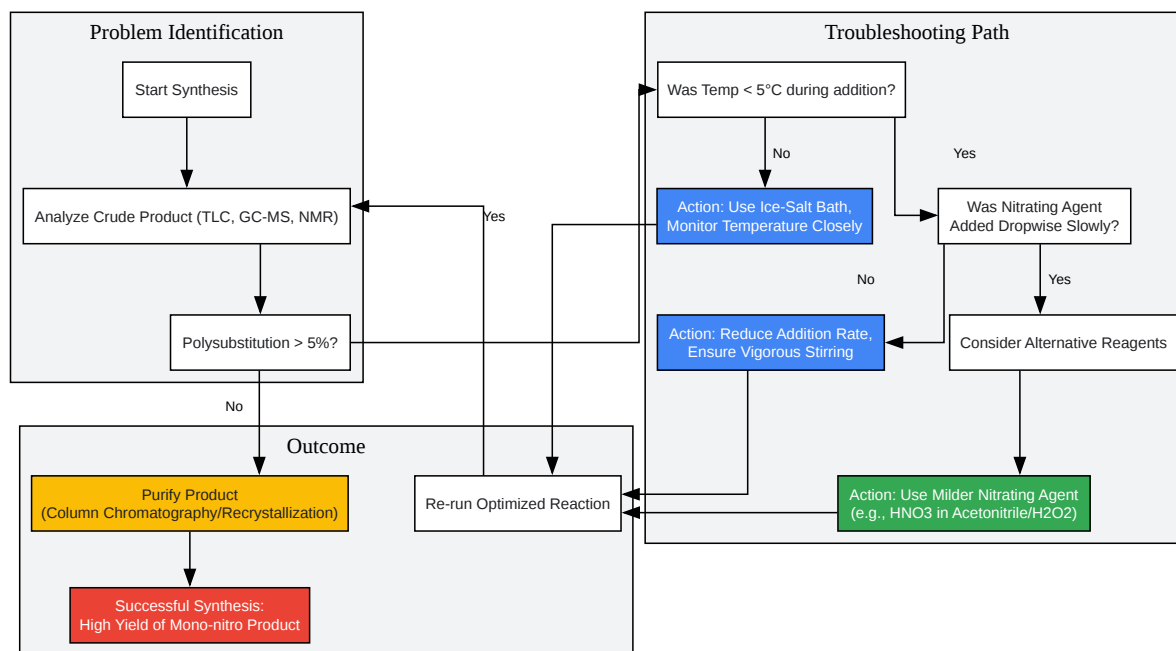 Problem Identification
Start Synthesis
Analyze Crude Product (TLC, GC-MS, NMR)
Polysubstitution > 5%?
No
Yes
Troubleshooting Path
Was Temp < 5°C during addition?
No
Yes
Action: Use Ice-Salt Bath,
Monitor Temperature Closely
Was Nitrating Agent
Added Dropwise Slowly?
No
Yes
Action: Reduce Addition Rate,
Ensure Vigorous Stirring
Consider Alternative Reagents
Action: Use Milder Nitrating Agent
(e.g., HNO3 in Acetonitrile/H2O2)
Outcome
Purify Product
(Column Chromatography/Recrystallization)
Re-run Optimized Reaction
Successful Synthesis:
High Yield of Mono-nitro Product